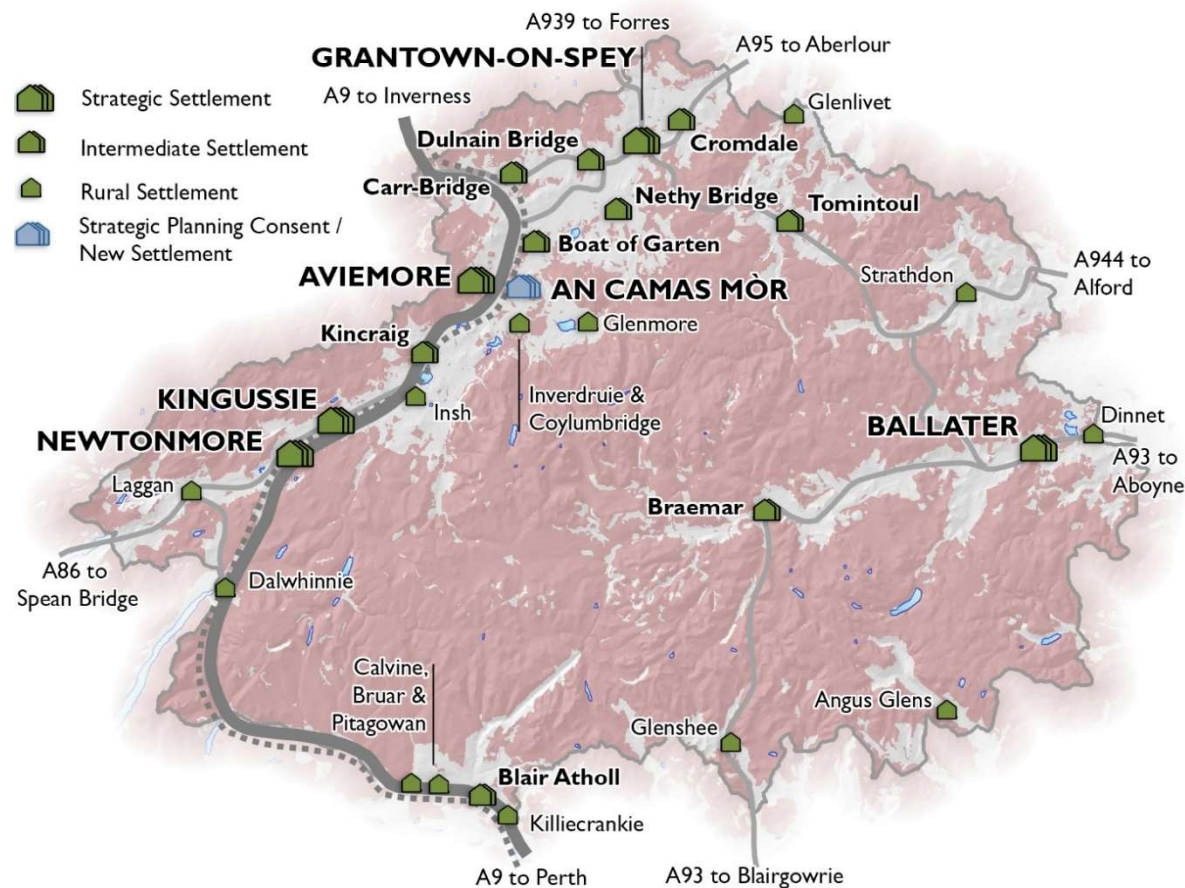 A939 to Forres
A95 to Aberlour
GRANTOWN-ON-SPEY
Strategic Settlement
A9 to Inverness
Glenlivet
Intermediate Settlement
Dulnain Bridge
Cromdale
Rural Settlement
Carr-Bridge
Nethy Bridge
Tomintoul
Strategic Planning Consent /
New Settlement
Boat of Garten
A944 to
Alford
Strathdon
AVIEMORE
AN CAMAS MÒR
Glenmore
Kincraig
Inverdruie &
Coylumbridge
KINGUSSIE
Insh
NEWTONMORE
BALLATER
Dinnet
A93 to
Aboyne
Laggan
Braemar
A86 to
Spean Bridge
Dalwhinnie
Calvine,
Bruar &
Pitagowan
Angus Glens
Glenshee
Blair Atholl
Killiecrankie
A9 to Perth
A93 to Blairgowrie